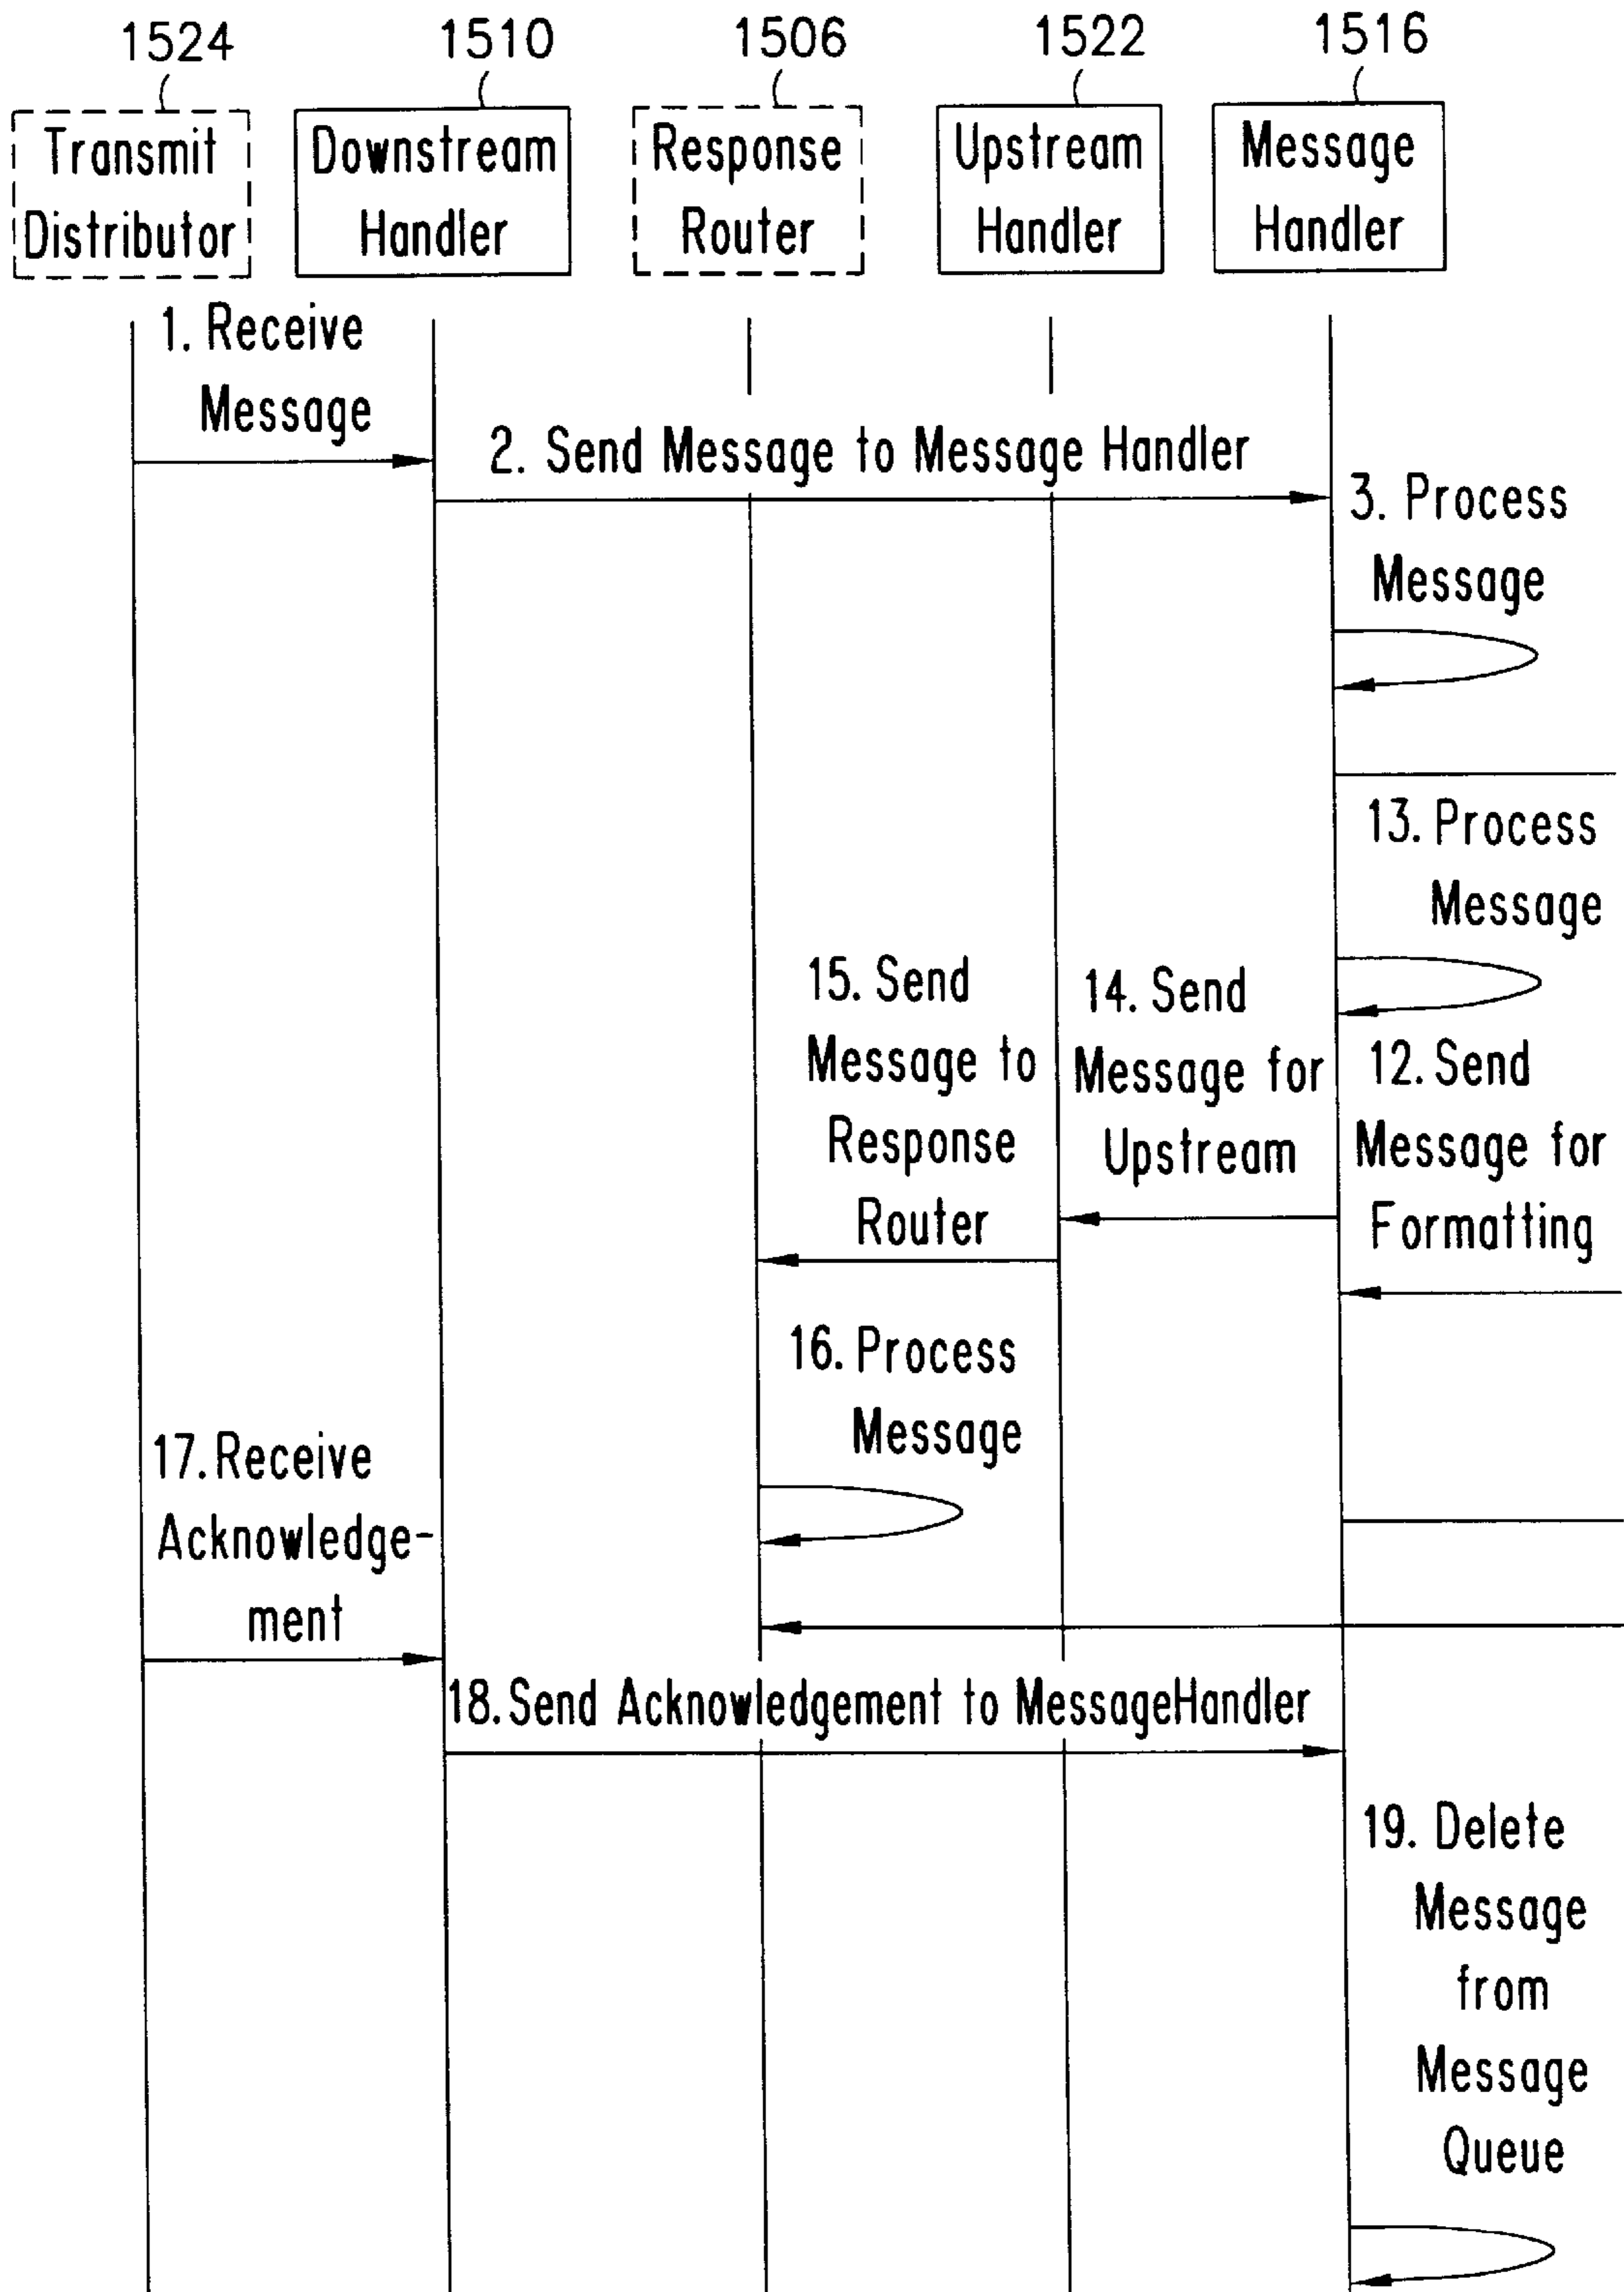 1524
1510
1506
1522
1516
Transmit
Distributor
Downstream
Handler
Response
Router
Upstream
Handler
Message
Handler
1. Receive
Message
2. Send Message to Message Handler
3. Process
Message
13. Process
Message
15. Send
Message to
Response
Router
14. Send
Message for
Upstream
12. Send
Message for
Formatting
16. Process
Message
17. Receive
Acknowledge-
ment
18. Send Acknowledgement to MessageHandler
19. Delete
Message
from
Message
Queue